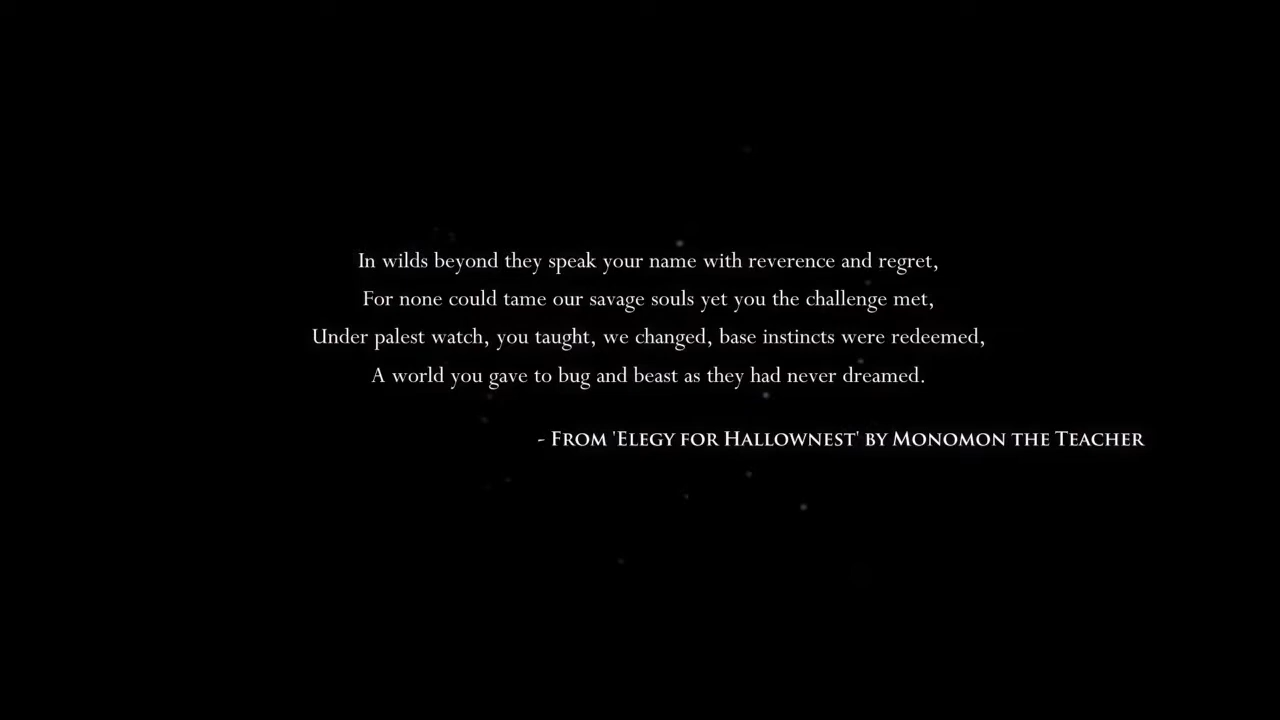 In wilds beyond they speak your name with reverence and regret,
For none could tame our savage souls yet you the challenge met,
Under palest watch, you taught, we changed, base instincts were redeemed,
A world you gave to bug and beast as they had never dreamed.
- From 'Elegy for Hallownest' by Monomon the Teacher